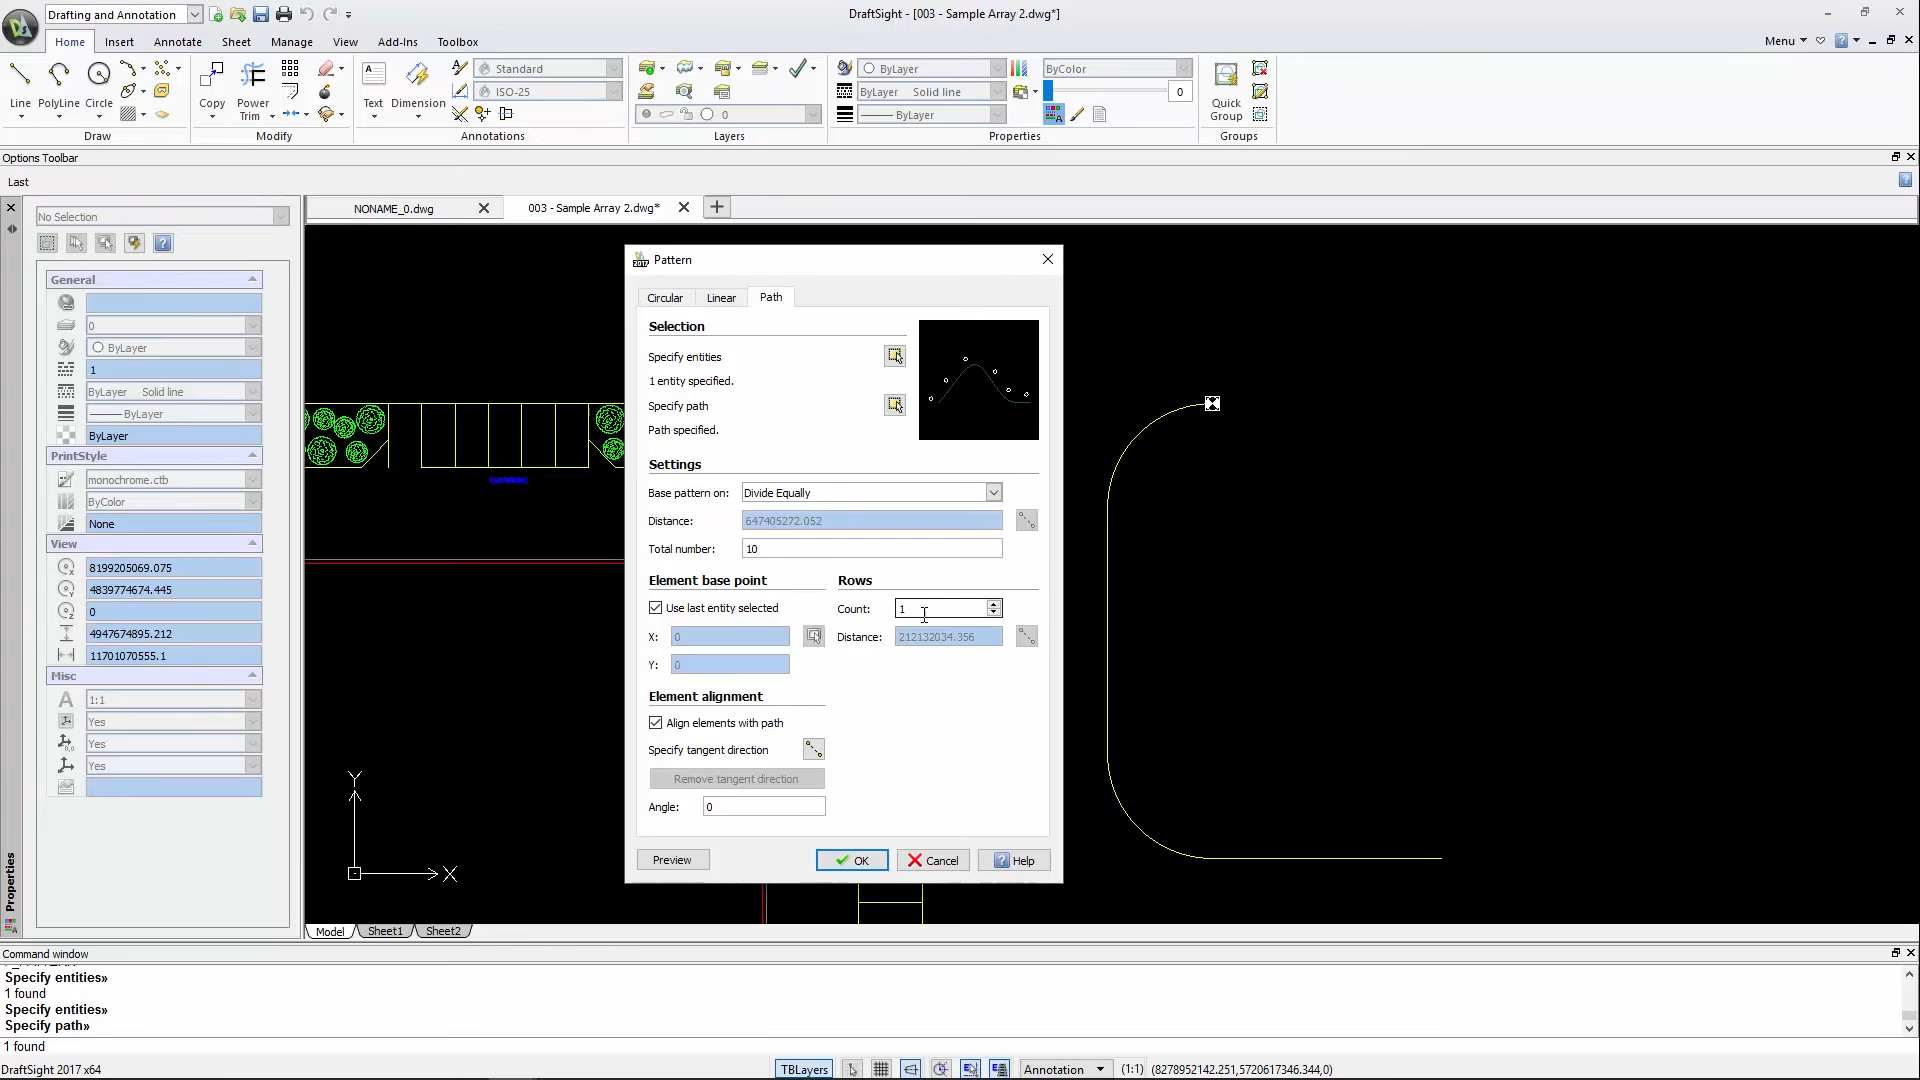 Drafting and Annotation
DraftSight - [003 - Sample Array 2.dwg*]
Home Insert Annotate Sheet Manage View Add-Ins Toolbox
Menu
Standard
ByLayer
ByColor
ISO-25
ByLayer Solid line
0
Line PolyLine Circle
Copy Power Trim
Text Dimension
0
ByLayer
Quick Group
Draw Modify Annotations Layers Properties Groups
Options Toolbar
Last
No Selection
NONAME_0.dwg
003 - Sample Array 2.dwg*
General
0
ByLayer
1
ByLayer Solid line
ByLayer
ByLayer
PrintStyle
monochrome.ctb
ByColor
None
View
8199205069.075
4839774674.445
0
4947674895.212
11701070555.1
Misc
1:1
Yes
Yes
Yes
Properties
Pattern
Circular Linear Path
Selection
Specify entities
1 entity specified.
Specify path
Path specified.
Settings
Base pattern on: Divide Equally
Distance: 647405272.052
Total number: 10
Element base point
Use last entity selected
X: 0
Y: 0
Rows
Count: 1
Distance: 212132034.356
Element alignment
Align elements with path
Specify tangent direction
Remove tangent direction
Angle: 0
Preview OK Cancel Help
Y
X
Model Sheet1 Sheet2
Command window
Specify entities»
1 found
Specify entities»
Specify path»
1 found
DraftSight 2017 x64
TBLayers
Annotation
(1:1)
(8278952142.251,5720617346.344,0)